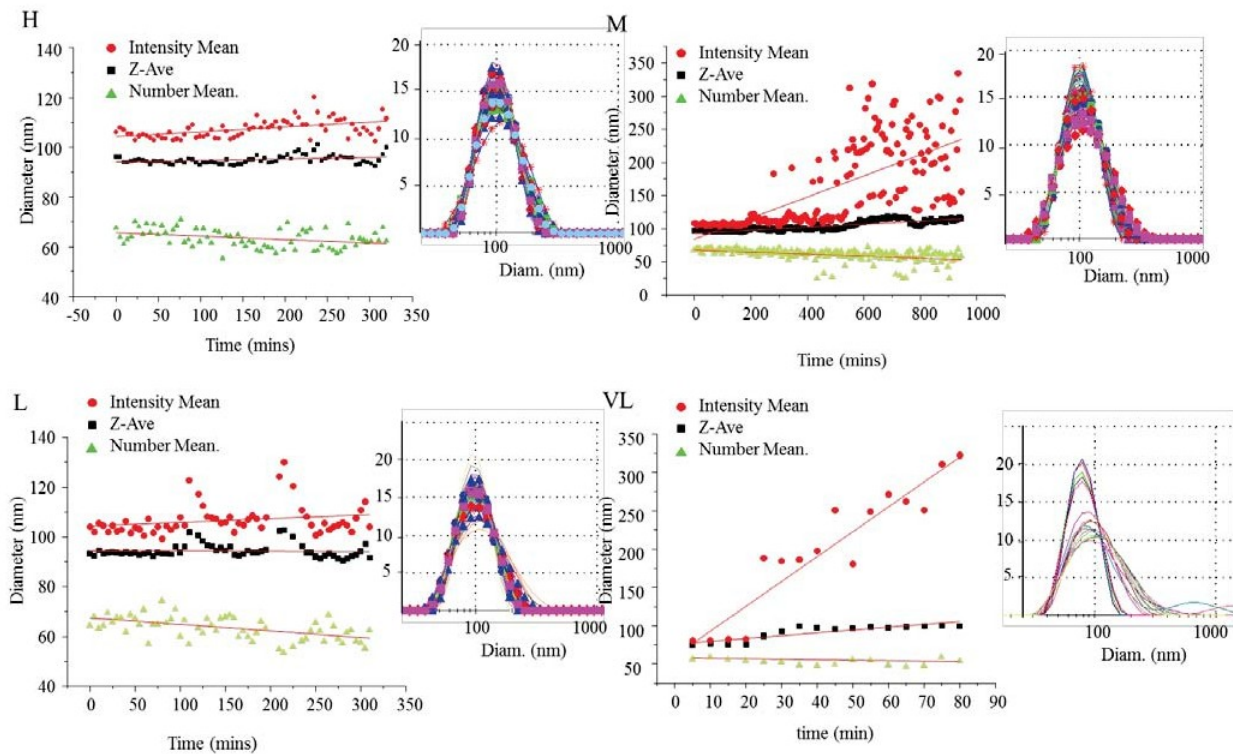 H
140
120
100
80
60
40
Diameter (nm)
Intensity Mean
Z-Ave
Number Mean.
-50 0 50 100 150 200 250 300 350
Time (mins)
20
15
10
5
100 1000
Diam. (nm)
M
350
300
250
200
150
100
50
0
Diameter (nm)
Intensity Mean
Z-Ave
Number Mean.
0 200 400 600 800 1000
Time (mins)
20
15
10
5
100 1000
Diam. (nm)
L
140
120
100
80
60
40
Diameter (nm)
Intensity Mean
Z-Ave
Number Mean.
0 50 100 150 200 250 300 350
Time (mins)
20
15
10
5
100 1000
Diam. (nm)
VL
350
300
250
200
150
100
50
Diameter (nm)
Intensity Mean
Z-Ave
Number Mean.
0 10 20 30 40 50 60 70 80 90
time (min)
20
15
10
5
100 1000
Diam. (nm)